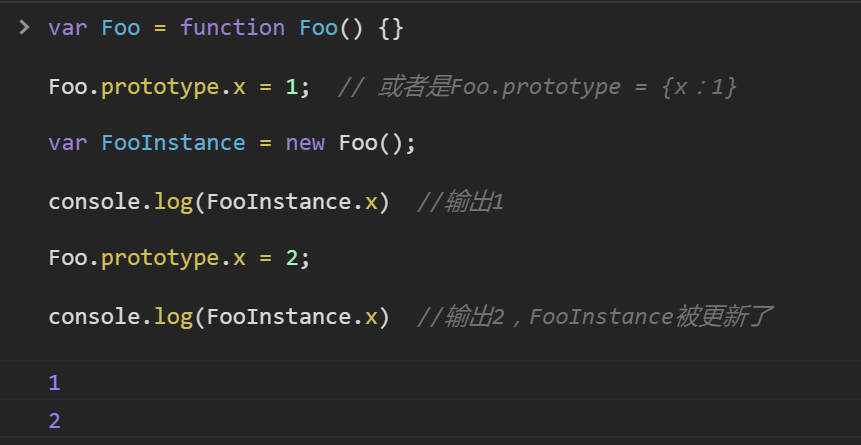 > var Foo = function Foo() {}
Foo.prototype.x = 1;  // 或者是Foo.prototype = {x：1}
var FooInstance = new Foo();
console.log(FooInstance.x)  //输出1
Foo.prototype.x = 2;
console.log(FooInstance.x)  //输出2，FooInstance被更新了
1
2